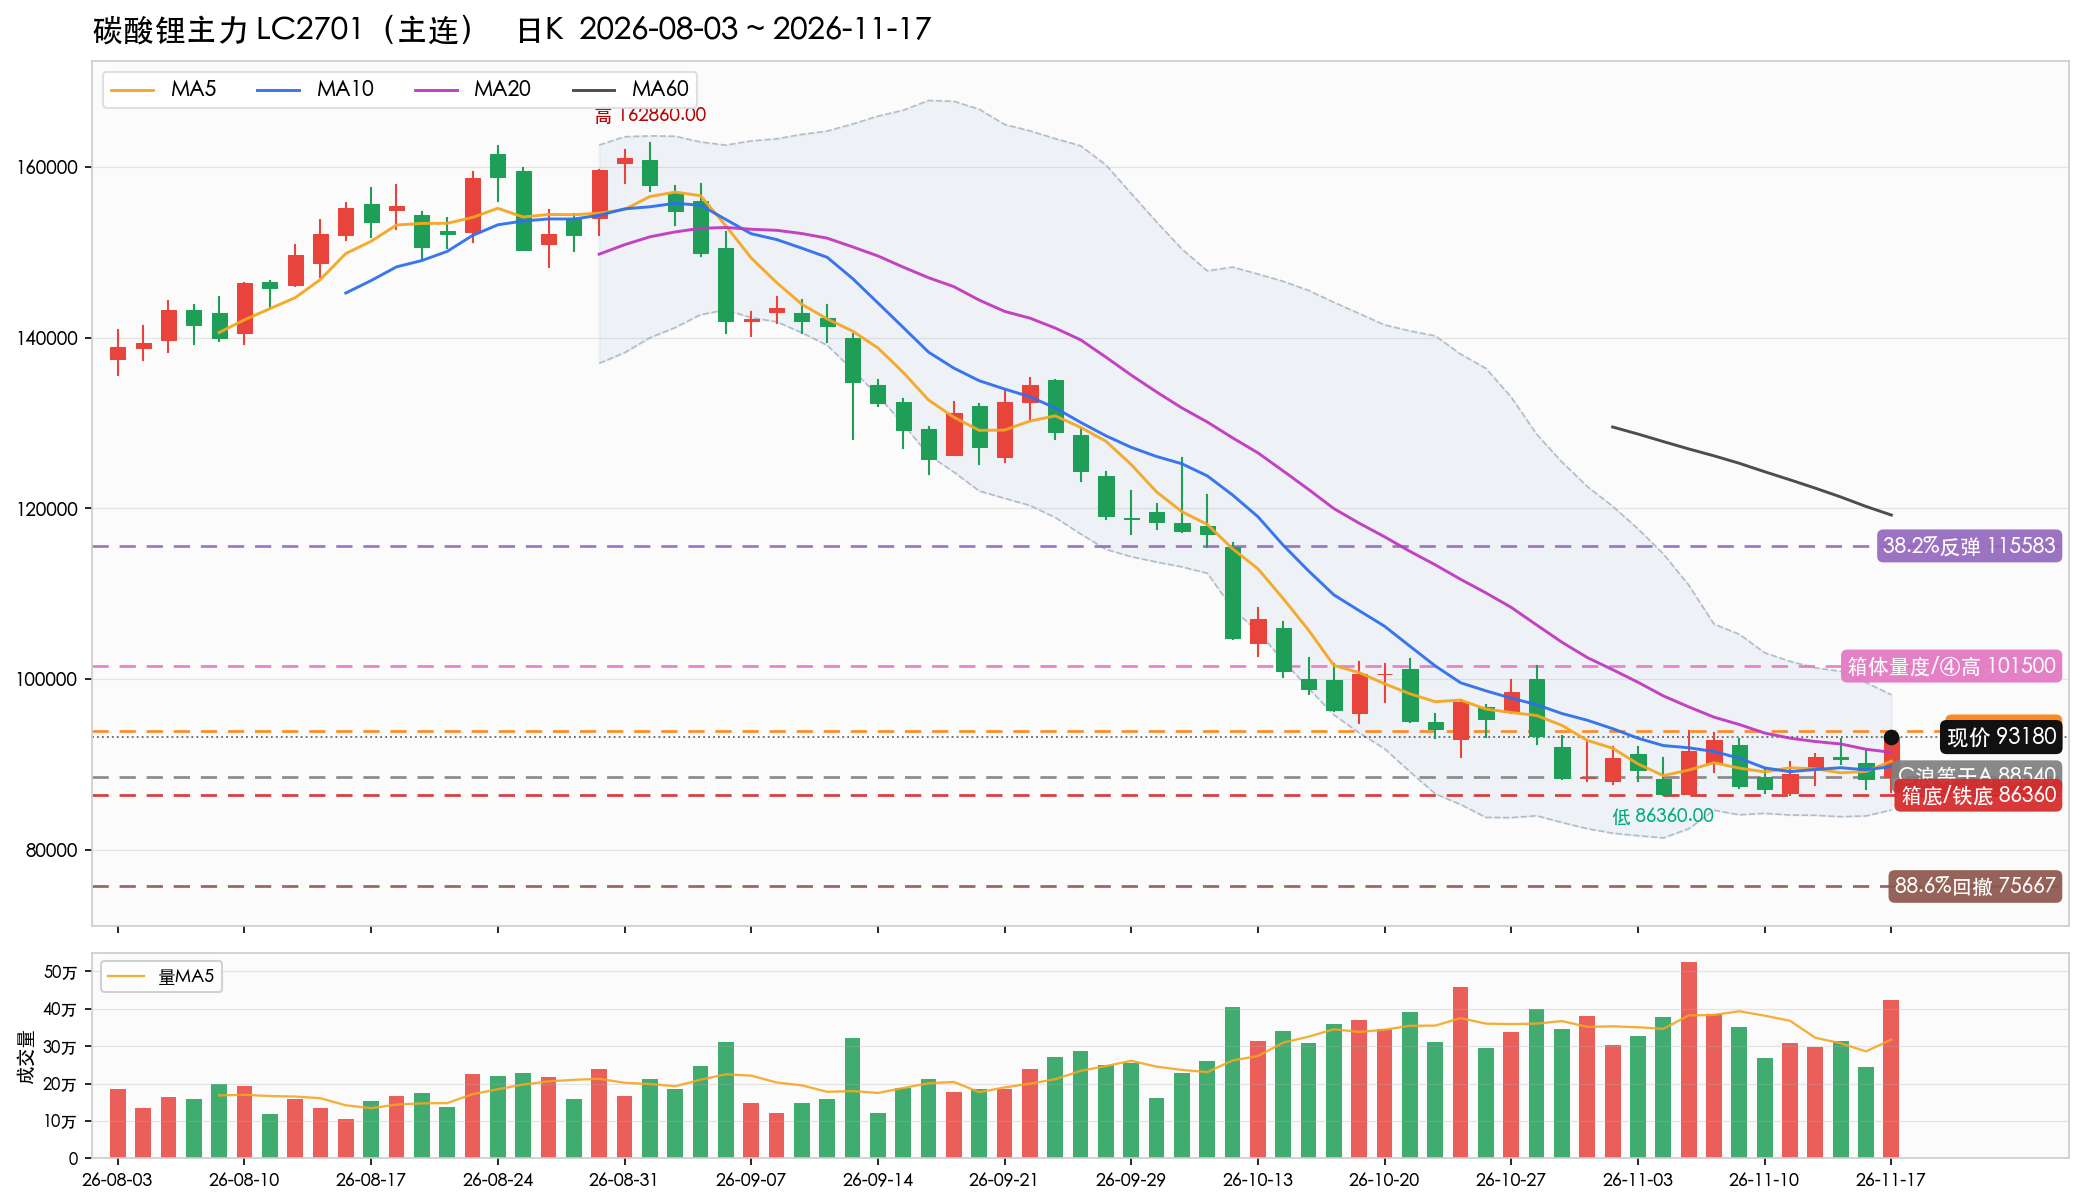 碳酸锂主力 LC2701（主连） 日K 2026-08-03 ~ 2026-11-17
MA5 MA10 MA20 MA60
高 162860.00
160000
140000
120000
100000
80000
38.2%反弹 115583
箱体量度/④高 101500
现价 93180
C浪等于A 88540
箱底/铁底 86360
低 86360.00
88.6%回撤 75667
量MA5
成交量
50万
40万
30万
20万
10万
0
26-08-03 26-08-10 26-08-17 26-08-24 26-08-31 26-09-07 26-09-14 26-09-21 26-09-29 26-10-13 26-10-20 26-10-27 26-11-03 26-11-10 26-11-17